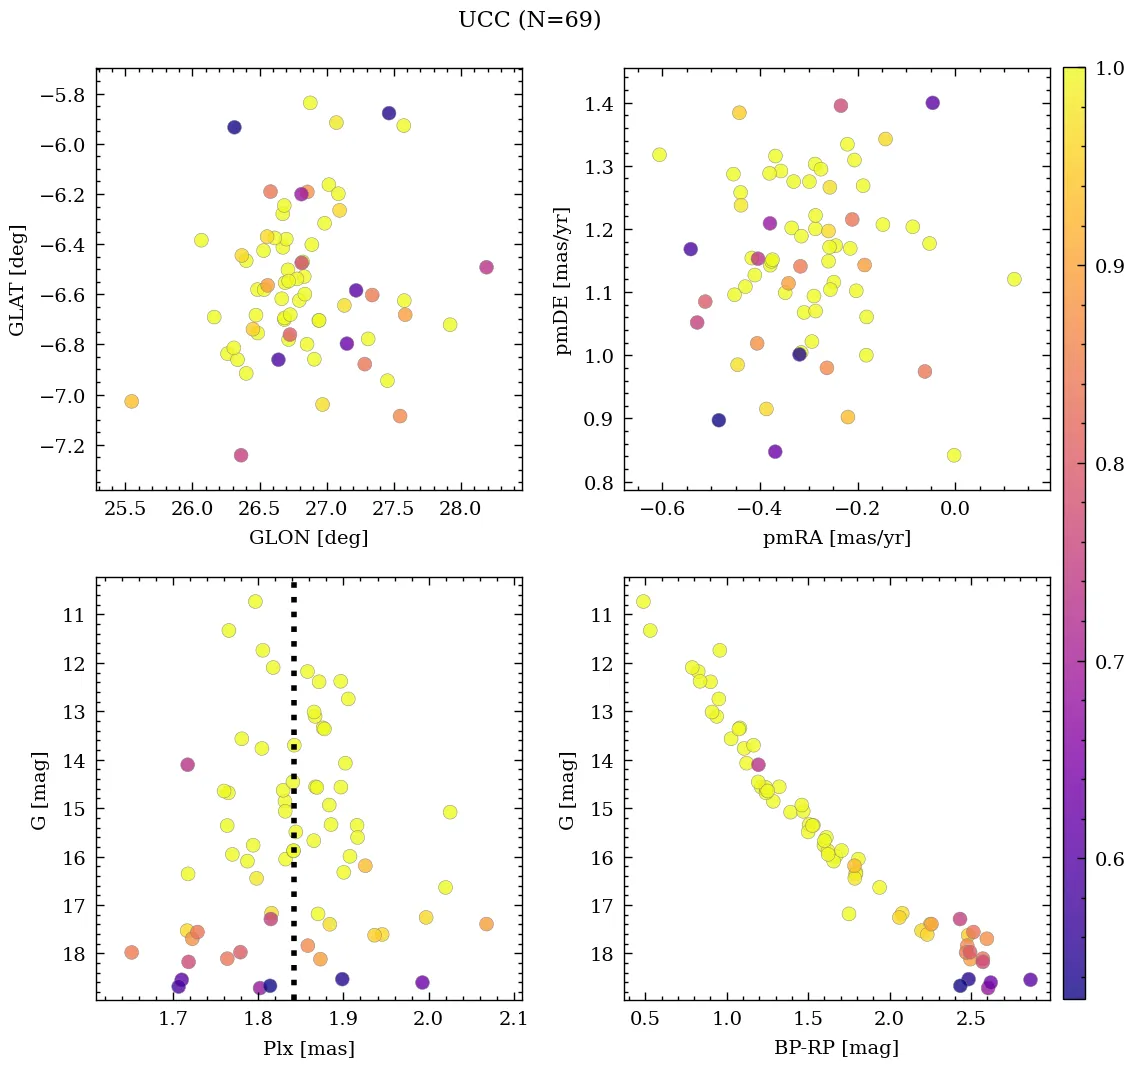 UCC (N=69)
−5.8
−6.0
−6.2
−6.4
−6.6
−6.8
−7.0
−7.2
GLAT [deg]
25.5 26.0 26.5 27.0 27.5 28.0
GLON [deg]
1.4
1.3
1.2
1.1
1.0
0.9
0.8
pmDE [mas/yr]
−0.6 −0.4 −0.2 0.0
pmRA [mas/yr]
1.0
0.9
0.8
0.7
0.6
11
12
13
14
15
16
17
18
G [mag]
1.7 1.8 1.9 2.0 2.1
Plx [mas]
11
12
13
14
15
16
17
18
G [mag]
0.5 1.0 1.5 2.0 2.5
BP-RP [mag]